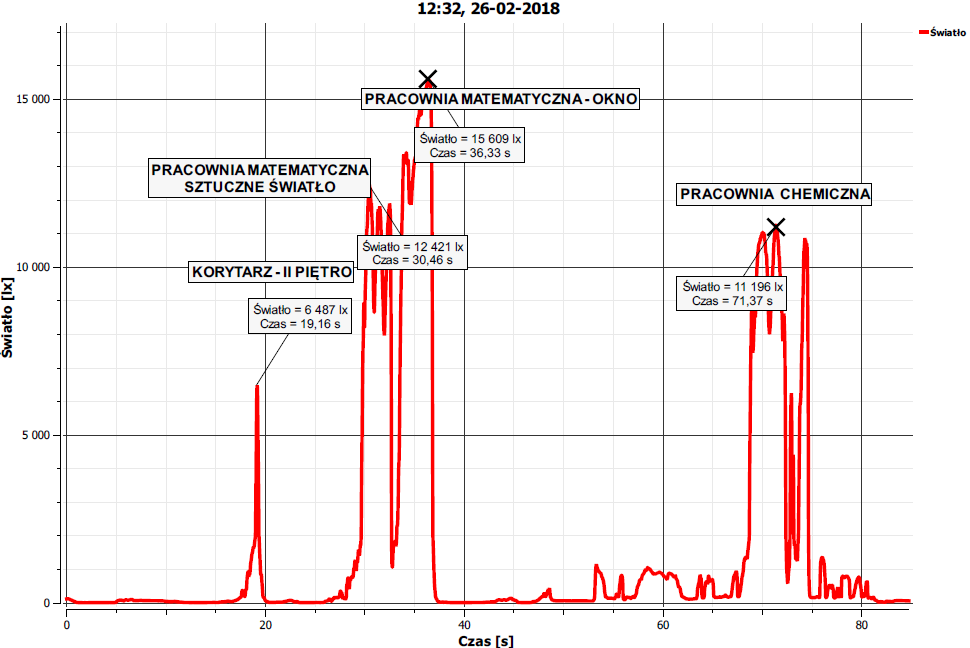 12:32, 26-02-2018
Światło
15 000
PRACOWNIA MATEMATYCZNA - OKNO
Światło = 15 609 lx
Czas = 36,33 s
PRACOWNIA MATEMATYCZNA
SZTUCZNE ŚWIATŁO
PRACOWNIA CHEMICZNA
Światło = 12 421 lx
Czas = 30,46 s
10 000
KORYTARZ - II PIĘTRO
Światło = 11 196 lx
Czas = 71,37 s
Światło = 6 487 lx
Czas = 19,16 s
Światło [lx]
5 000
0
0
20
40
60
80
Czas [s]